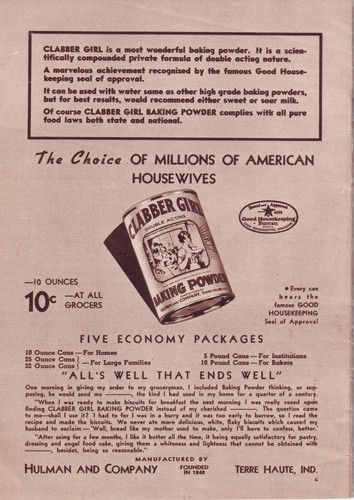 CLABBER GIRL is a most wonderful baking powder. It is a scien-
tifically compounded private formula of double acting nature.
A marvelous achievement recognized by the famous Good House-
keeping seal of approval.
It can be used with water same as other high grade baking powders,
but for best results, would recommend either sweet or sour milk.
Of course CLABBER GIRL BAKING POWDER complies with all pure
food laws both state and national.
The Choice OF MILLIONS OF AMERICAN
HOUSEWIVES
CLABBER GIRL
DOUBLE ACTING
BAKING POWDER
Good Housekeeping
Bureau
—10 OUNCES
10c —AT ALL
GROCERS
• Every can
bears the
famous GOOD
HOUSEKEEPING
Seal of Approval
FIVE ECONOMY PACKAGES
10 Ounce Cans—For Homes
25 Ounce Cans
32 Ounce Cans
—For Large Families
5 Pound Cans—For Institutions
10 Pound Cans—For Bakers
"ALL'S WELL THAT ENDS WELL"
One morning in giving my order to my groceryman, I included Baking Powder thinking, or sup-
posing, he would send me ————, the kind I had used in my home for a quarter of a century.
"When I was ready to make biscuits for breakfast the next morning I was really vexed upon
finding CLABBER GIRL BAKING POWDER instead of my cherished ————. The question came
to me—shall I use it? I had to for I was in a hurry and it was too early to borrow, so I read the
recipe and made the biscuits. We never ate more delicious, white, flaky biscuits which caused my
husband to exclaim — 'Well, bread like my mother used to make, only I'll have to confess, better.'
"After using for a few months, I like it better all the time, it being equally satisfactory for pastry,
dressing and angel food cake, giving them a whiteness and lightness that cannot be obtained with
————, besides, being so reasonable."
MANUFACTURED BY
HULMAN AND COMPANY FOUNDED
IN 1848 TERRE HAUTE, IND.
C